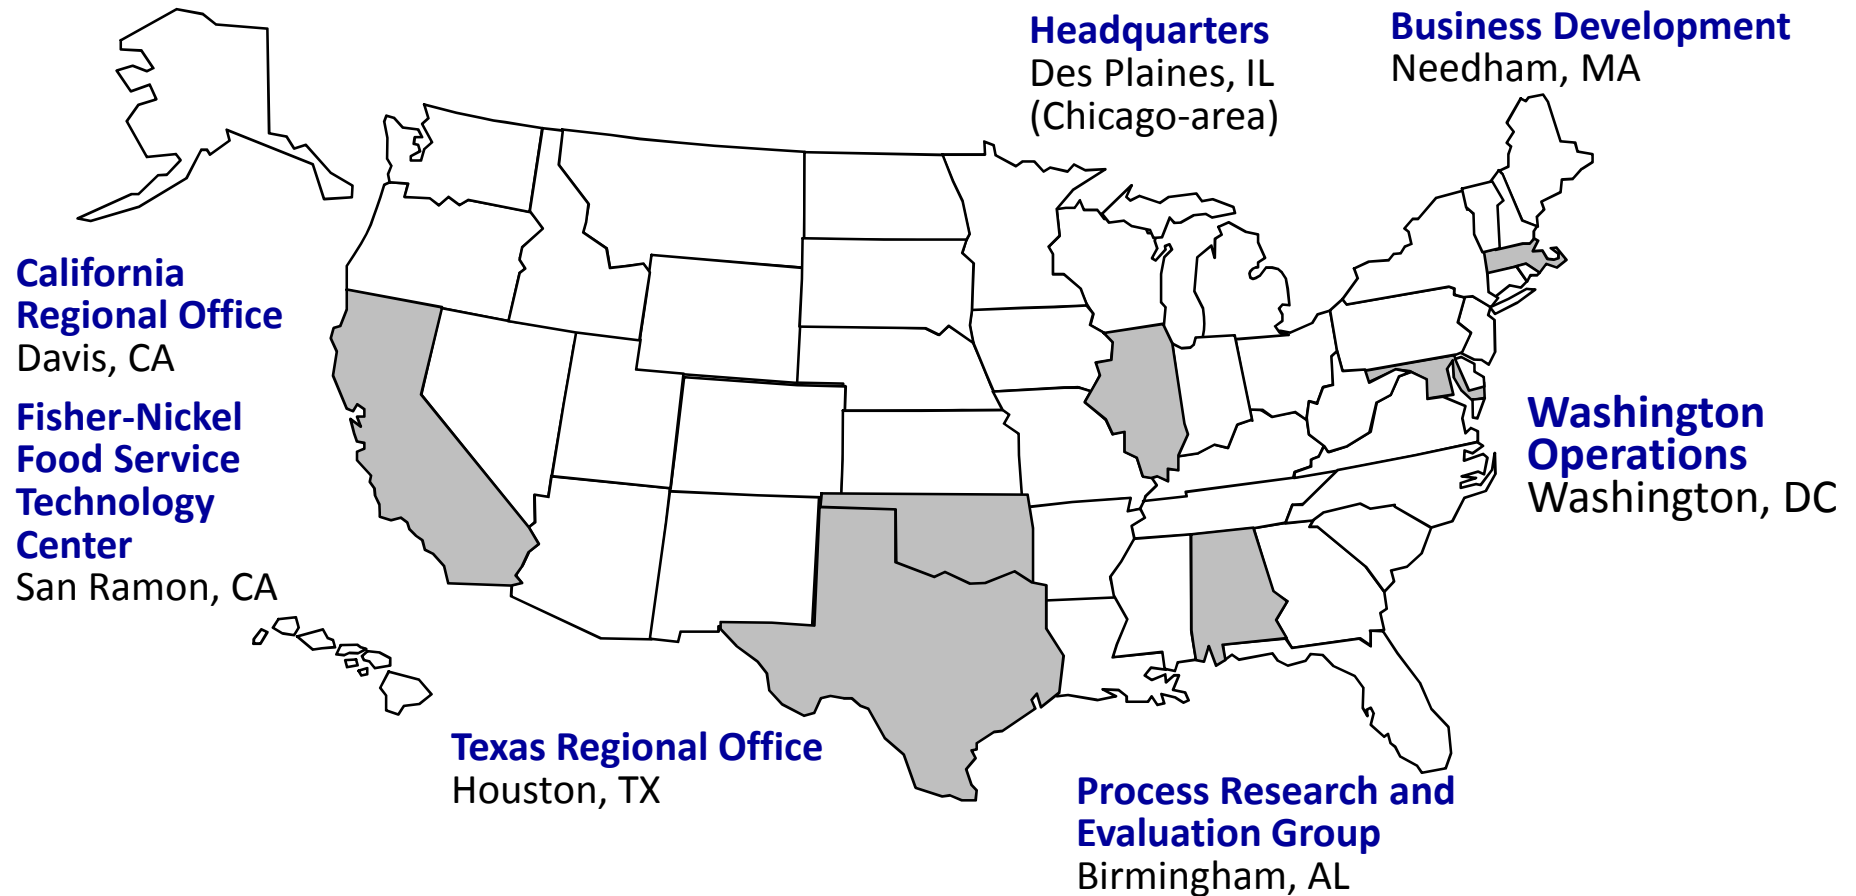 Headquarters
Des Plaines, IL
(Chicago-area)
Business Development
Needham, MA
California
Regional Office
Davis, CA
Fisher-Nickel
Food Service
Technology
Center
San Ramon, CA
Washington
Operations
Washington, DC
Texas Regional Office
Houston, TX
Process Research and
Evaluation Group
Birmingham, AL